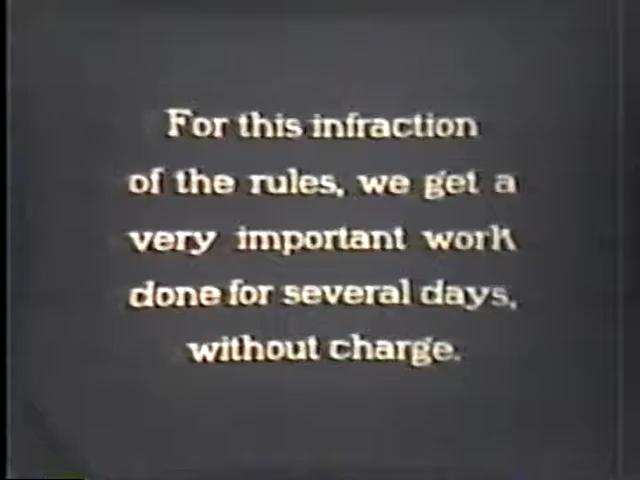 For this infraction
of the rules, we get a
very important work
done for several days,
without charge.